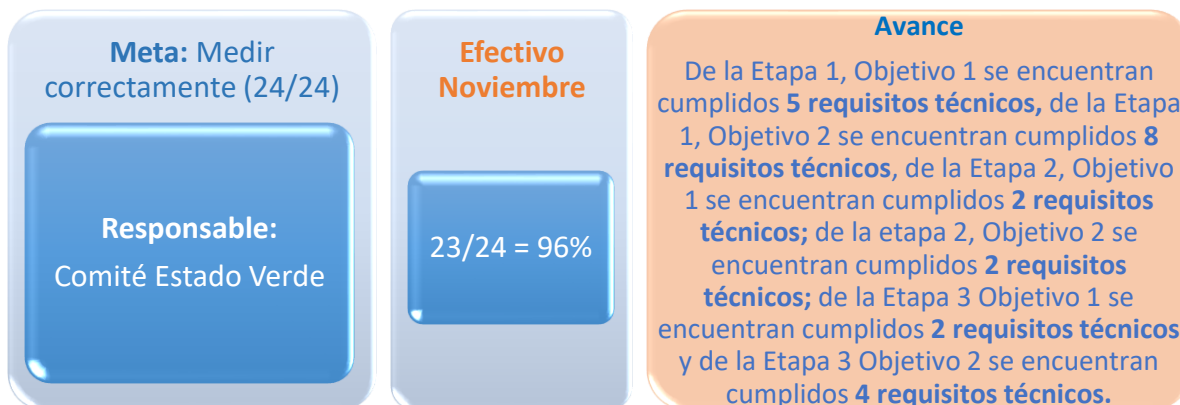 Meta: Medir
correctamente (24/24)
Responsable:
Comité Estado Verde
Efectivo
Noviembre
23/24 = 96%
Avance
De la Etapa 1, Objetivo 1 se encuentran
cumplidos 5 requisitos técnicos, de la Etapa
1, Objetivo 2 se encuentran cumplidos 8
requisitos técnicos, de la Etapa 2, Objetivo
1 se encuentran cumplidos 2 requisitos
técnicos; de la etapa 2, Objetivo 2 se
encuentran cumplidos 2 requisitos
técnicos; de la Etapa 3 Objetivo 1 se
encuentran cumplidos 2 requisitos técnicos
y de la Etapa 3 Objetivo 2 se encuentran
cumplidos 4 requisitos técnicos.